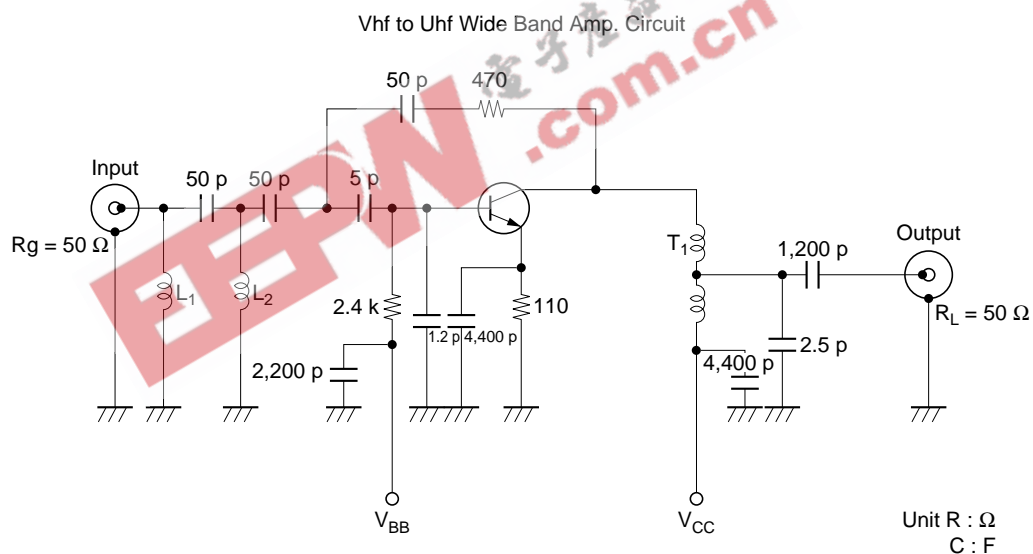 Vhf to Uhf Wide Band Amp. Circuit
50 p
470
Input
50 p
50 p
5 p
Rg = 50 Ω
L1
L2
2.4 k
1.2 p
4,400 p
110
2,200 p
T1
1,200 p
Output
RL = 50 Ω
2.5 p
4,400 p
VBB
VCC
Unit R : Ω
C : F
EEPW
.com.cn